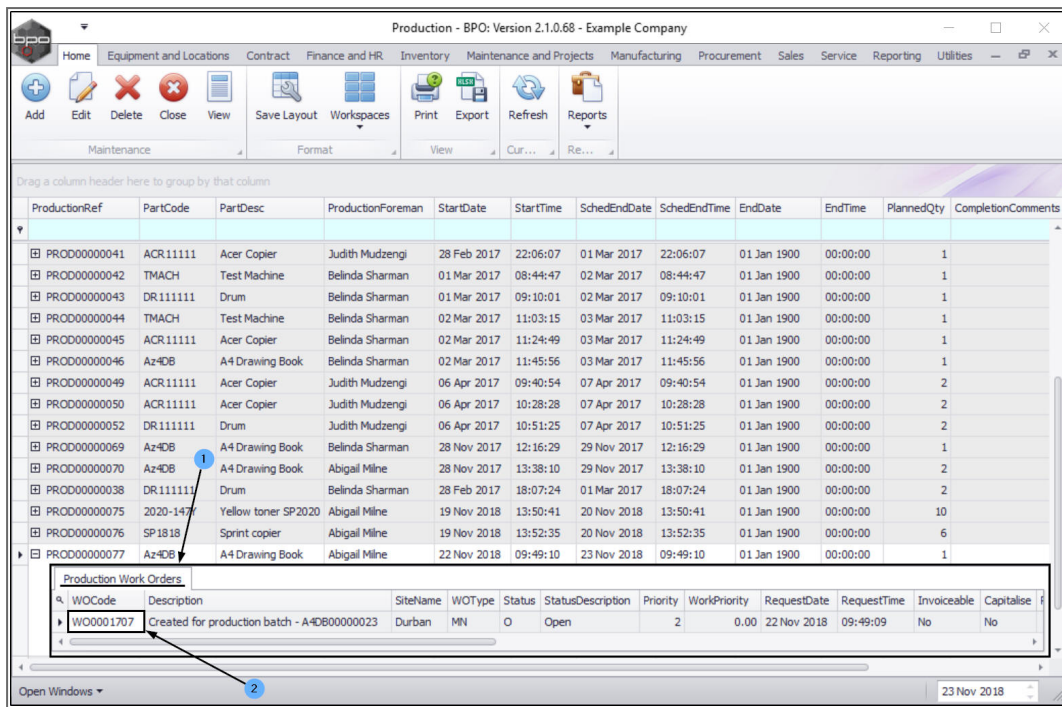 Production - BPO: Version 2.1.0.68 - Example Company
bpo
Home Equipment and Locations Contract Finance and HR Inventory Maintenance and Projects Manufacturing Procurement Sales Service Reporting Utilities
XLSX
Add Edit Delete Close View Save Layout Workspaces Print Export Refresh Reports
Maintenance Format View Cur... Re...
Drag a column header here to group by that column
ProductionRef PartCode PartDesc ProductionForeman StartDate StartTime SchedEndDate SchedEndTime EndDate EndTime PlannedQty CompletionComments
PROD00000041 ACR11111 Acer Copier Judith Mudzengi 28 Feb 2017 22:06:07 01 Mar 2017 22:06:07 01 Jan 1900 00:00:00 1
PROD00000042 TMACH Test Machine Belinda Sharman 01 Mar 2017 08:44:47 02 Mar 2017 08:44:47 01 Jan 1900 00:00:00 1
PROD00000043 DR111111 Drum Belinda Sharman 01 Mar 2017 09:10:01 02 Mar 2017 09:10:01 01 Jan 1900 00:00:00 1
PROD00000044 TMACH Test Machine Belinda Sharman 02 Mar 2017 11:03:15 03 Mar 2017 11:03:15 01 Jan 1900 00:00:00 1
PROD00000045 ACR11111 Acer Copier Belinda Sharman 02 Mar 2017 11:24:49 03 Mar 2017 11:24:49 01 Jan 1900 00:00:00 1
PROD00000046 Az4DB A4 Drawing Book Belinda Sharman 02 Mar 2017 11:45:56 03 Mar 2017 11:45:56 01 Jan 1900 00:00:00 1
PROD00000049 ACR11111 Acer Copier Judith Mudzengi 06 Apr 2017 09:40:54 07 Apr 2017 09:40:54 01 Jan 1900 00:00:00 2
PROD00000050 ACR11111 Acer Copier Judith Mudzengi 06 Apr 2017 10:28:28 07 Apr 2017 10:28:28 01 Jan 1900 00:00:00 2
PROD00000052 DR111111 Drum Judith Mudzengi 06 Apr 2017 10:51:25 07 Apr 2017 10:51:25 01 Jan 1900 00:00:00 2
PROD00000069 Az4DB A4 Drawing Book Belinda Sharman 28 Nov 2017 12:16:29 29 Nov 2017 12:16:29 01 Jan 1900 00:00:00 1
1
PROD00000070 Az4DB A4 Drawing Book Abigail Milne 28 Nov 2017 13:38:10 29 Nov 2017 13:38:10 01 Jan 1900 00:00:00 2
PROD00000038 DR111111 Drum Belinda Sharman 28 Feb 2017 18:07:24 01 Mar 2017 18:07:24 01 Jan 1900 00:00:00 2
PROD00000075 2020-147Y Yellow toner SP2020 Abigail Milne 19 Nov 2018 13:50:41 20 Nov 2018 13:50:41 01 Jan 1900 00:00:00 10
PROD00000076 SP1818 Sprint copier Abigail Milne 19 Nov 2018 13:52:35 20 Nov 2018 13:52:35 01 Jan 1900 00:00:00 6
PROD00000077 Az4DB A4 Drawing Book Abigail Milne 22 Nov 2018 09:49:10 23 Nov 2018 09:49:10 01 Jan 1900 00:00:00 1
Production Work Orders
WOCode Description SiteName WOType Status StatusDescription Priority WorkPriority RequestDate RequestTime Invoiceable Capitalise
WO0001707 Created for production batch - A4DB00000023 Durban MN O Open 2 0.00 22 Nov 2018 09:49:09 No No
2
Open Windows 23 Nov 2018